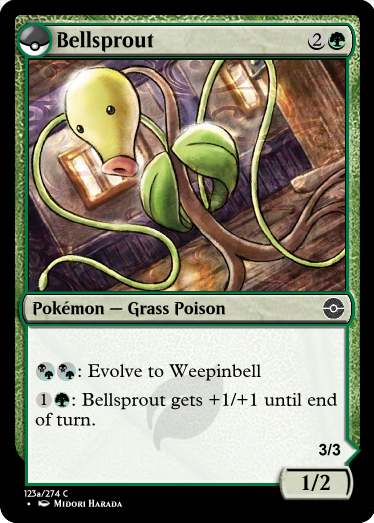 Bellsprout 2
Pokémon — Grass Poison
: Evolve to Weepinbell
1 : Bellsprout gets +1/+1 until end
of turn.
3/3
1/2
123a/274 C
• Midori Harada